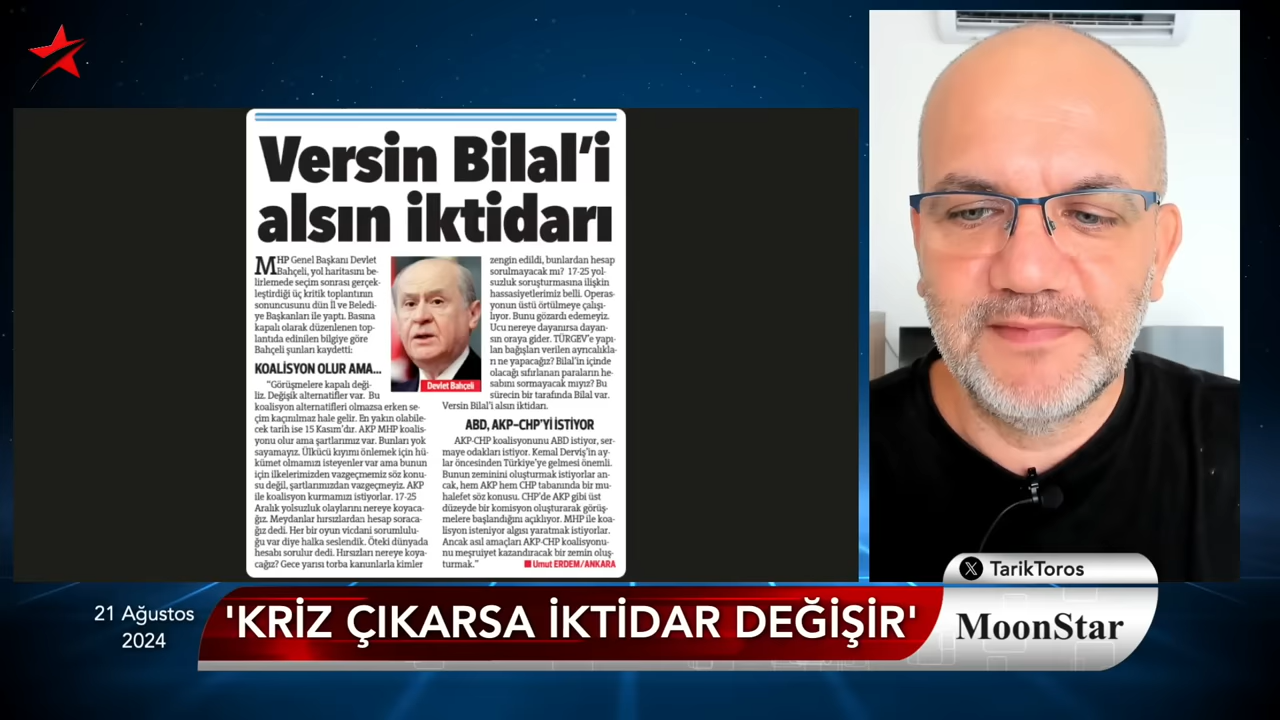 Versin Bilal'i
alsın iktidarı
MHP Genel Başkanı Devlet
Bahçeli, yol haritasını be-
lirlemede seçim sonrası gerçek-
leştirdiği üç kritik toplantının
sonuncusunu dün İl ve Beledi-
ye Başkanları ile yaptı. Basına
kapalı olarak düzenlenen top-
lantıda edinilen bilgiye göre
Bahçeli şunları kaydetti:
KOALİSYON OLUR AMA...
"Görüşmelere kapalı deği-
liz. Değişik alternatifler var. Bu
koalisyon alternatifleri olmazsa erken se-
çim kaçınılmaz hale gelir. En yakın olabile-
cek tarih ise 15 Kasım'dır. AKP MHP koalis-
yonu olur ama şartlarımız var. Bunları yok
sayamayız. Ülkücü kıyımı önlemek için hü-
kümet olmamızı isteyenler var ama bunun
için ilkelerimizden vazgeçmemiz söz konu-
su değil, şartlarımızdan vazgeçmeyiz. AKP
ile koalisyon kurmamızı istiyorlar. 17-25
Aralık yolsuzluk olaylarını nereye koyaca-
ğız. Meydanlar hırsızlardan hesap soraca-
ğız dedi. Her bir oyun vicdani sorumlulu-
ğu var diye halka seslendik. Öteki dünyada
hesabı sorulur dedi. Hırsızları nereye koya-
cağız? Gece yarısı torba kanunlarla kimler
Devlet Bahçeli
zengin edildi, bunlardan hesap
sorulmayacak mı? 17-25 yol-
suzluk soruşturmasına ilişkin
hassasiyetlerimiz belli. Operas-
yonun üstü örtülmeye çalışı-
lıyor. Bunu gözardı edemeyiz.
Ucu nereye dayanırsa dayan-
sın oraya gider. TÜRGEV'e yapı-
lan bağışları verilen ayrıcalıkla-
rı ne yapacağız? Bilal'in içinde
olacağı sıfırlanan paraların he-
sabını sormayacak mıyız? Bu
sürecin bir tarafında Bilal var.
Versin Bilal'i alsın iktidarı.
ABD, AKP-CHP'Yİ İSTİYOR
AKP-CHP koalisyonunu ABD istiyor, ser-
maye odakları istiyor. Kemal Derviş'in ay-
lar öncesinden Türkiye'ye gelmesi önemli.
Bunun zeminini oluşturmak istiyorlar an-
cak, hem AKP hem CHP tabanında bir mu-
halefet söz konusu. CHP'de AKP gibi üst
düzeyde bir komisyon oluşturarak görüş-
melere başlandığını açıklıyor. MHP ile koa-
lisyon isteniyor algısı yaratmak istiyorlar.
Ancak asıl amaçları AKP-CHP koalisyonu-
nu meşruiyet kazandıracak bir zemin oluş-
turmak."
Umut ERDEM/ANKARA
TarikToros
21 Ağustos
2024
'KRİZ ÇIKARSA İKTİDAR DEĞİŞİR'
MoonStar